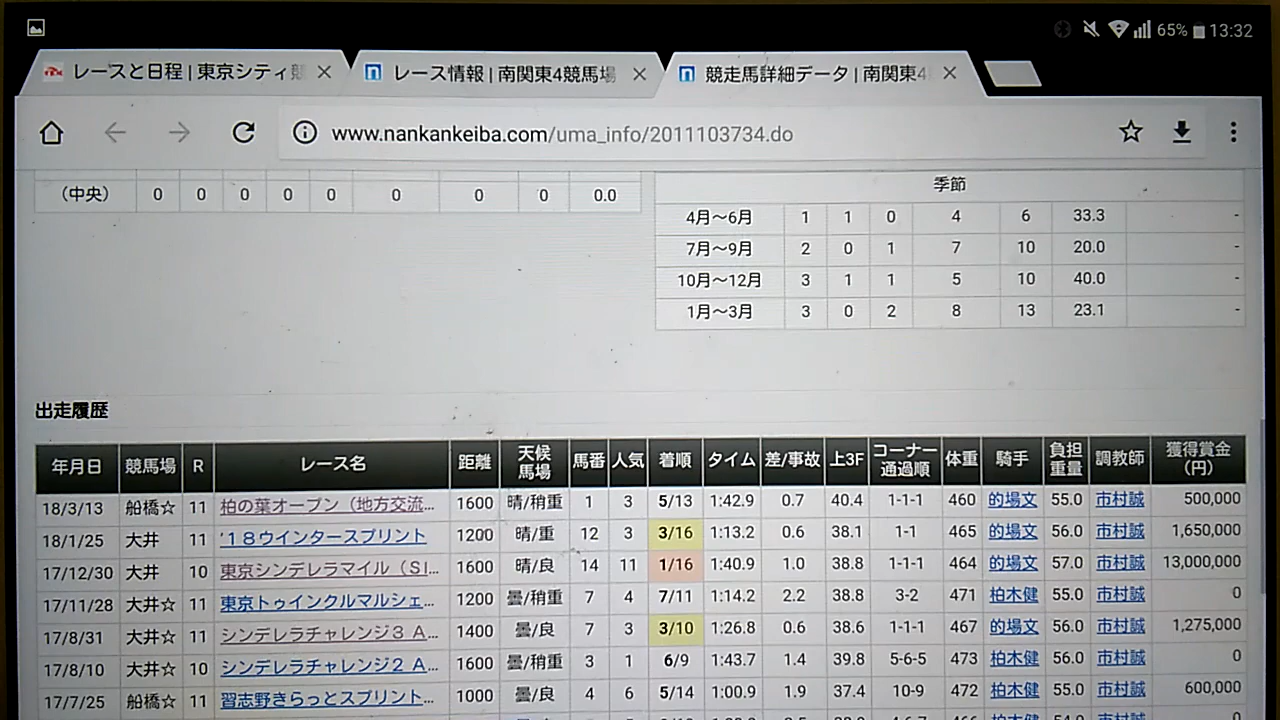 65% 13:32
レースと日程 | 東京シティ競 × レース情報 | 南関東4競馬場 × 競走馬詳細データ | 南関東4 ×
www.nankankeiba.com/uma_info/2011103734.do
(中央) 0 0 0 0 0 0 0 0 0.0
季節
4月～6月 1 1 0 4 6 33.3 -
7月～9月 2 0 1 7 10 20.0 -
10月～12月 3 1 1 5 10 40.0 -
1月～3月 3 0 2 8 13 23.1 -
出走履歴
年月日 競馬場 R レース名 距離 天候 馬場 馬番 人気 着順 タイム 差/事故 上3F コーナー 通過順 体重 騎手 負担 重量 調教師 獲得賞金 (円)
18/3/13 船橋☆ 11 柏の葉オープン（地方交流... 1600 晴/稍重 1 3 5/13 1:42.9 0.7 40.4 1-1-1 460 的場文 55.0 市村誠 500,000
18/1/25 大井 11 '１８ウインタースプリント 1200 晴/重 12 3 3/16 1:13.2 0.6 38.1 1-1 465 的場文 56.0 市村誠 1,650,000
17/12/30 大井 10 東京シンデレラマイル（ＳＩ... 1600 晴/良 14 11 1/16 1:40.9 1.0 38.8 1-1-1 464 的場文 57.0 市村誠 13,000,000
17/11/28 大井☆ 11 東京トゥインクルマルシェ... 1200 曇/稍重 7 4 7/11 1:14.2 2.2 38.8 3-2 471 柏木健 55.0 市村誠 0
17/8/31 大井☆ 11 シンデレラチャレンジ３ Ａ... 1400 曇/良 7 3 3/10 1:26.8 0.6 38.6 1-1-1 467 的場文 56.0 市村誠 1,275,000
17/8/10 大井☆ 10 シンデレラチャレンジ２ Ａ... 1600 曇/稍重 3 1 6/9 1:43.7 1.4 39.8 5-6-5 473 柏木健 56.0 市村誠 0
17/7/25 船橋☆ 11 習志野きらっとスプリント... 1000 曇/良 4 6 5/14 1:00.9 1.9 37.4 10-9 472 柏木健 55.0 市村誠 600,000